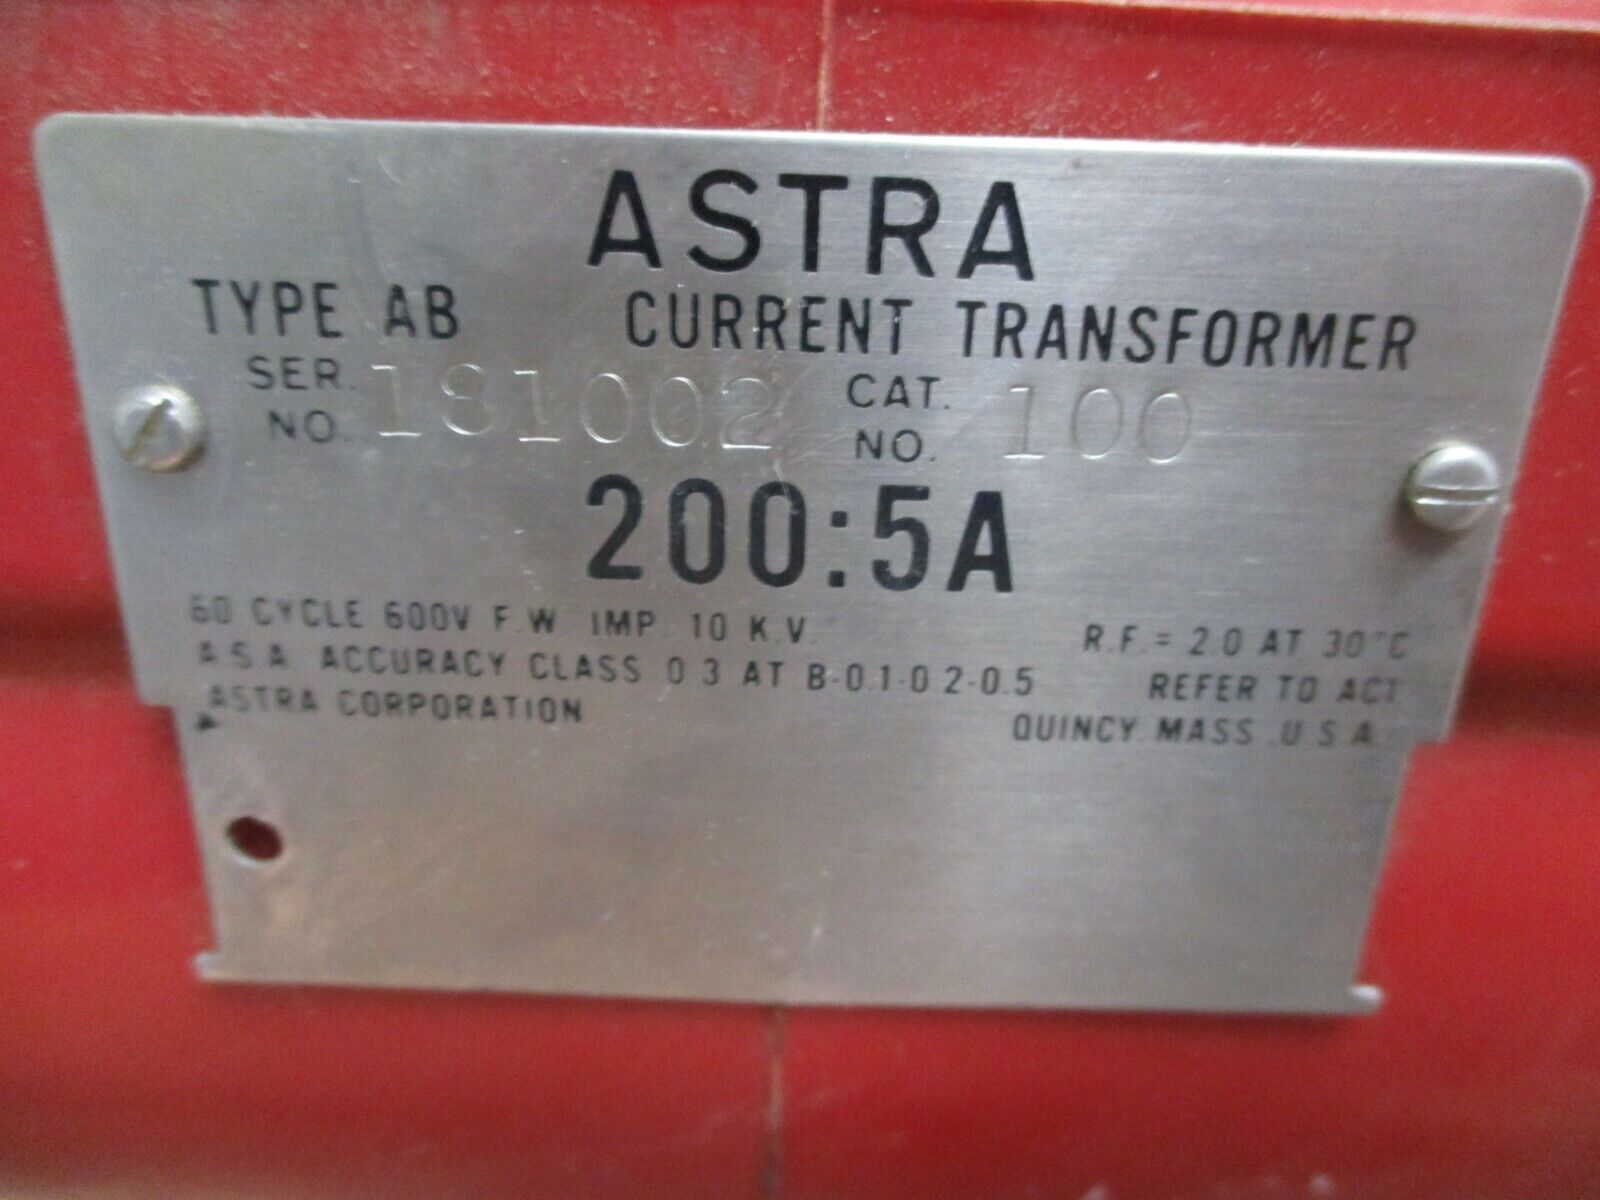 ASTRA
TYPE AB CURRENT TRANSFORMER
SER. NO. 181002 CAT. NO. 100
200:5A
60 CYCLE 600V F.W. IMP. 10 K.V. R.F. = 2.0 AT 30°C
A.S.A. ACCURACY CLASS 0.3 AT B-0.1-0.2-0.5 REFER TO ACT
ASTRA CORPORATION QUINCY MASS. U.S.A.